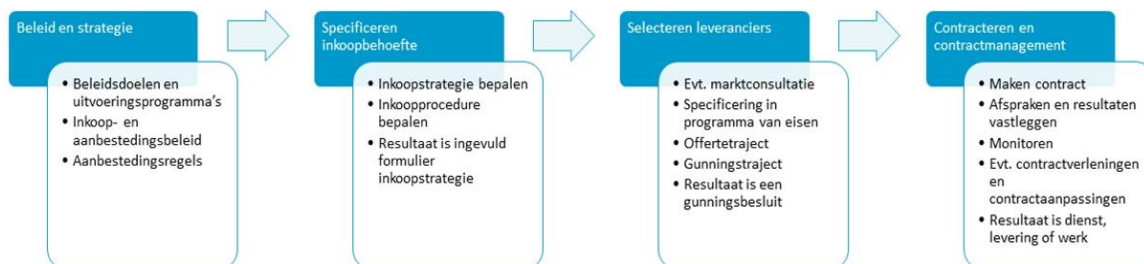 Beleid en strategie
• Beleidsdoelen en
uitvoeringsprogramma's
• Inkoop- en
aanbestedingsbeleid
• Aanbestedingsregels
Specificeren
inkoopbehoefte
• Inkoopstrategie bepalen
• Inkoopprocedure
bepalen
• Resultaat is ingevuld
formulier
inkoopstrategie
Selecteren leveranciers
• Evt. marktconsultatie
• Specificering in
programma van eisen
• Offertetraject
• Gunningstraject
• Resultaat is een
gunningsbesluit
Contracteren en
contractmanagement
• Maken contract
• Afspraken en resultaten
vastleggen
• Monitoren
• Evt. contractverleningen
en
contractaanpassingen
• Resultaat is dienst,
levering of werk